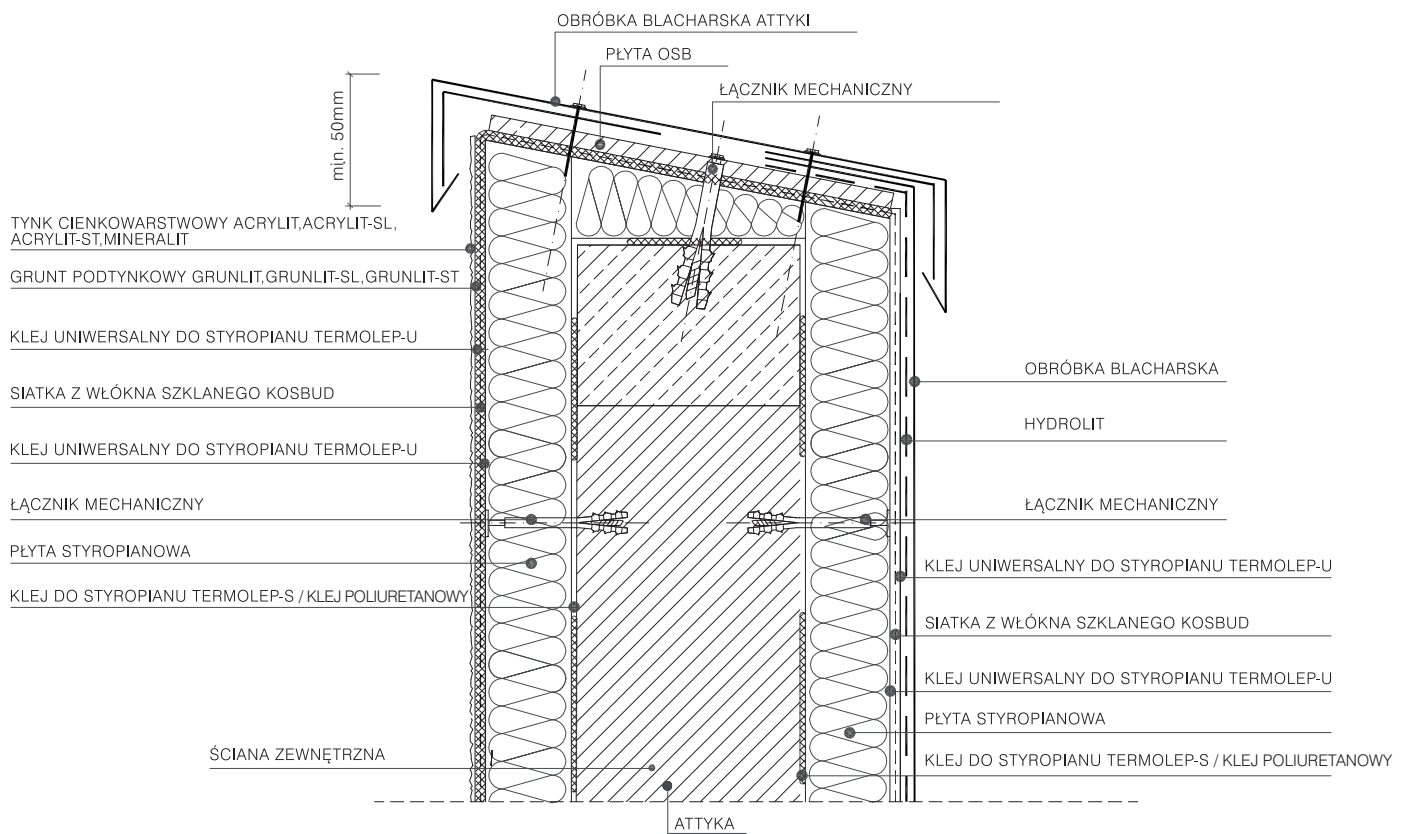 OBRÓBKA BLACHARSKA ATTYKI
PŁYTA OSB
ŁĄCZNIK MECHANICZNY
min. 50mm
TYNK CIENKOWARSTWOWY ACRYLIT,ACRYLIT-SL,
ACRYLIT-ST,MINERALIT
GRUNT PODTYNKOWY GRUNLIT,GRUNLIT-SL,GRUNLIT-ST
KLEJ UNIWERSALNY DO STYROPIANU TERMOLEP-U
SIATKA Z WŁÓKNA SZKLANEGO KOSBUD
KLEJ UNIWERSALNY DO STYROPIANU TERMOLEP-U
ŁĄCZNIK MECHANICZNY
PŁYTA STYROPIANOWA
KLEJ DO STYROPIANU TERMOLEP-S / KLEJ POLIURETANOWY
ŚCIANA ZEWNĘTRZNA
ATTYKA
OBRÓBKA BLACHARSKA
HYDROLIT
ŁĄCZNIK MECHANICZNY
KLEJ UNIWERSALNY DO STYROPIANU TERMOLEP-U
SIATKA Z WŁÓKNA SZKLANEGO KOSBUD
KLEJ UNIWERSALNY DO STYROPIANU TERMOLEP-U
PŁYTA STYROPIANOWA
KLEJ DO STYROPIANU TERMOLEP-S / KLEJ POLIURETANOWY